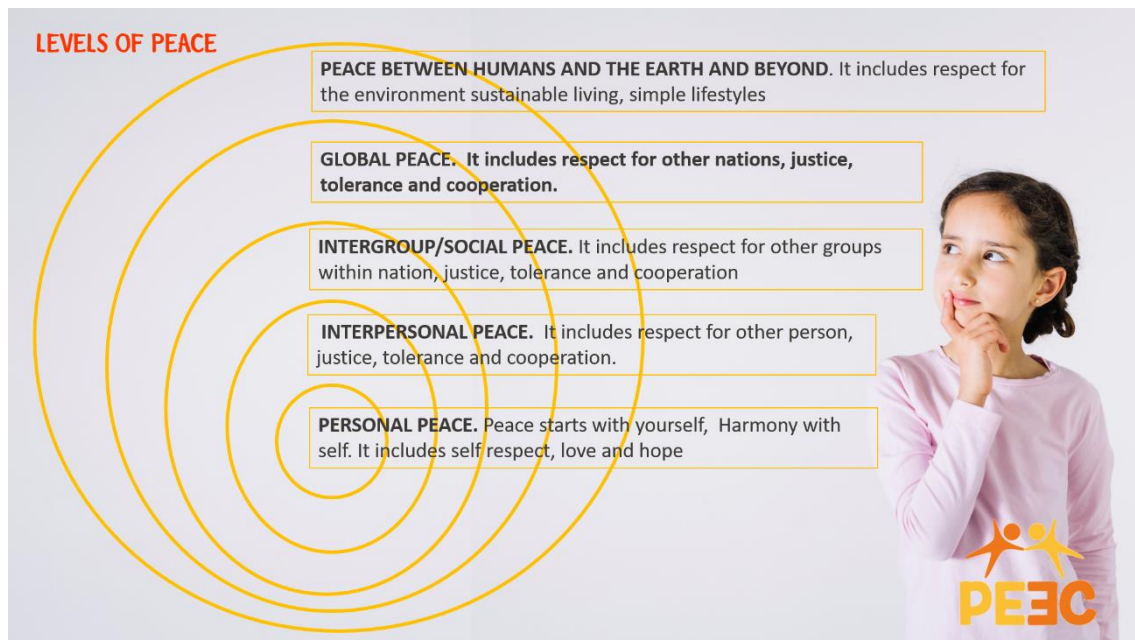 LEVELS OF PEACE
PEACE BETWEEN HUMANS AND THE EARTH AND BEYOND. It includes respect for
the environment sustainable living, simple lifestyles
GLOBAL PEACE. It includes respect for other nations, justice,
tolerance and cooperation.
INTERGROUP/SOCIAL PEACE. It includes respect for other groups
within nation, justice, tolerance and cooperation
INTERPERSONAL PEACE. It includes respect for other person,
justice, tolerance and cooperation.
PERSONAL PEACE. Peace starts with yourself, Harmony with
self. It includes self respect, love and hope
PEƎC